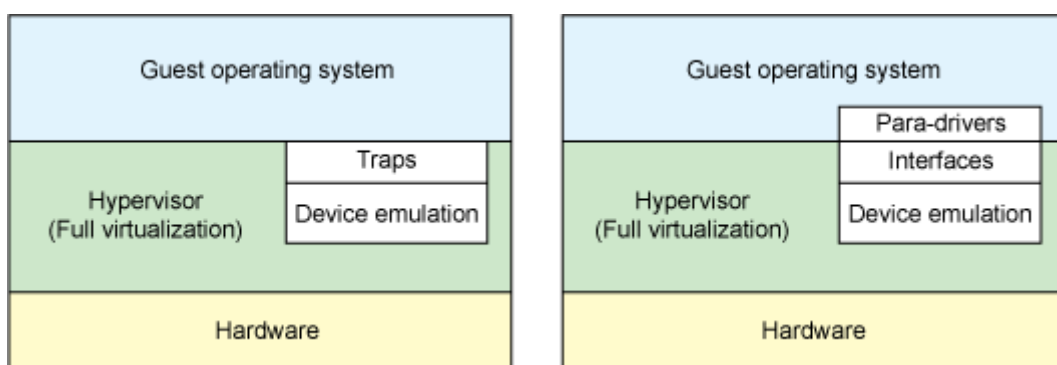 Guest operating system
Traps
Hypervisor
(Full virtualization)
Device emulation
Hardware
Guest operating system
Para-drivers
Interfaces
Hypervisor
(Full virtualization)
Device emulation
Hardware